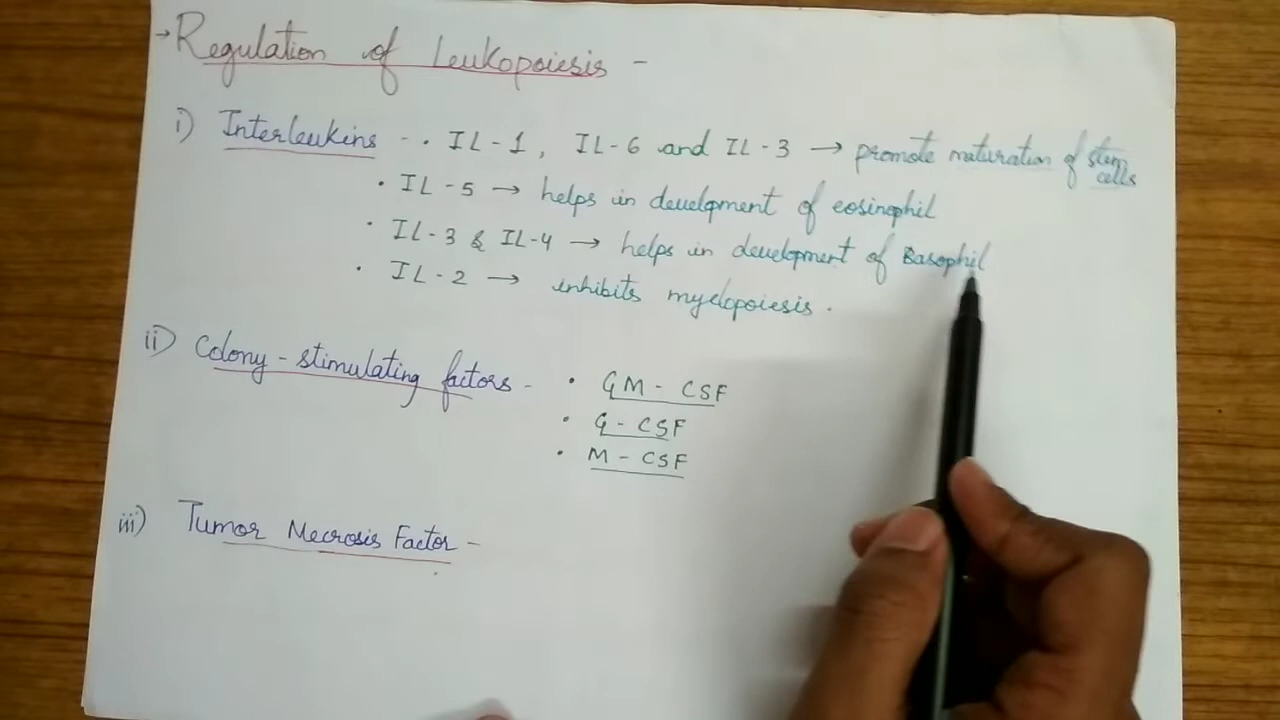 → Regulation of Leukopoiesis -
i) Interleukins - • IL-1, IL-6 and IL-3 → promote maturation of stem cells
• IL-5 → helps in development of eosinophil
• IL-3 & IL-4 → helps in development of Basophil
• IL-2 → inhibits myelopoiesis.
ii) Colony-stimulating factors - • GM-CSF
• G-CSF
• M-CSF
iii) Tumor Necrosis Factor -